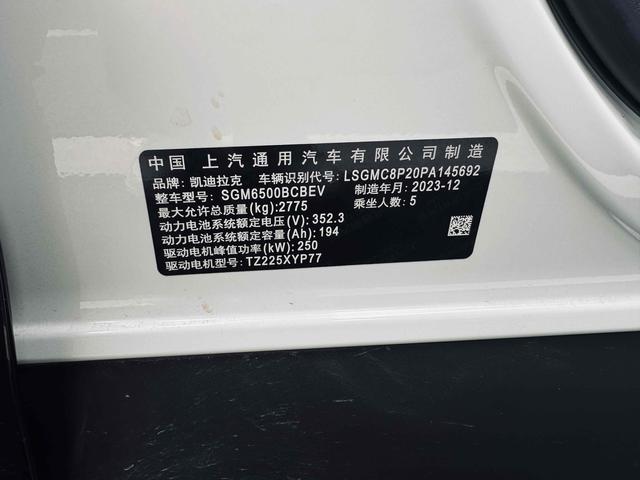 中国 上汽通用汽车有限公司制造
品牌: 凯迪拉克 车辆识别代号: LSGMC8P20PA145692
整车型号: SGM6500BCBEV 制造年月: 2023-12
最大允许总质量(kg): 2775 乘坐人数: 5
动力电池系统额定电压(V): 352.3
动力电池系统额定容量(Ah): 194
驱动电机峰值功率(kW): 250
驱动电机型号: TZ225XYP77